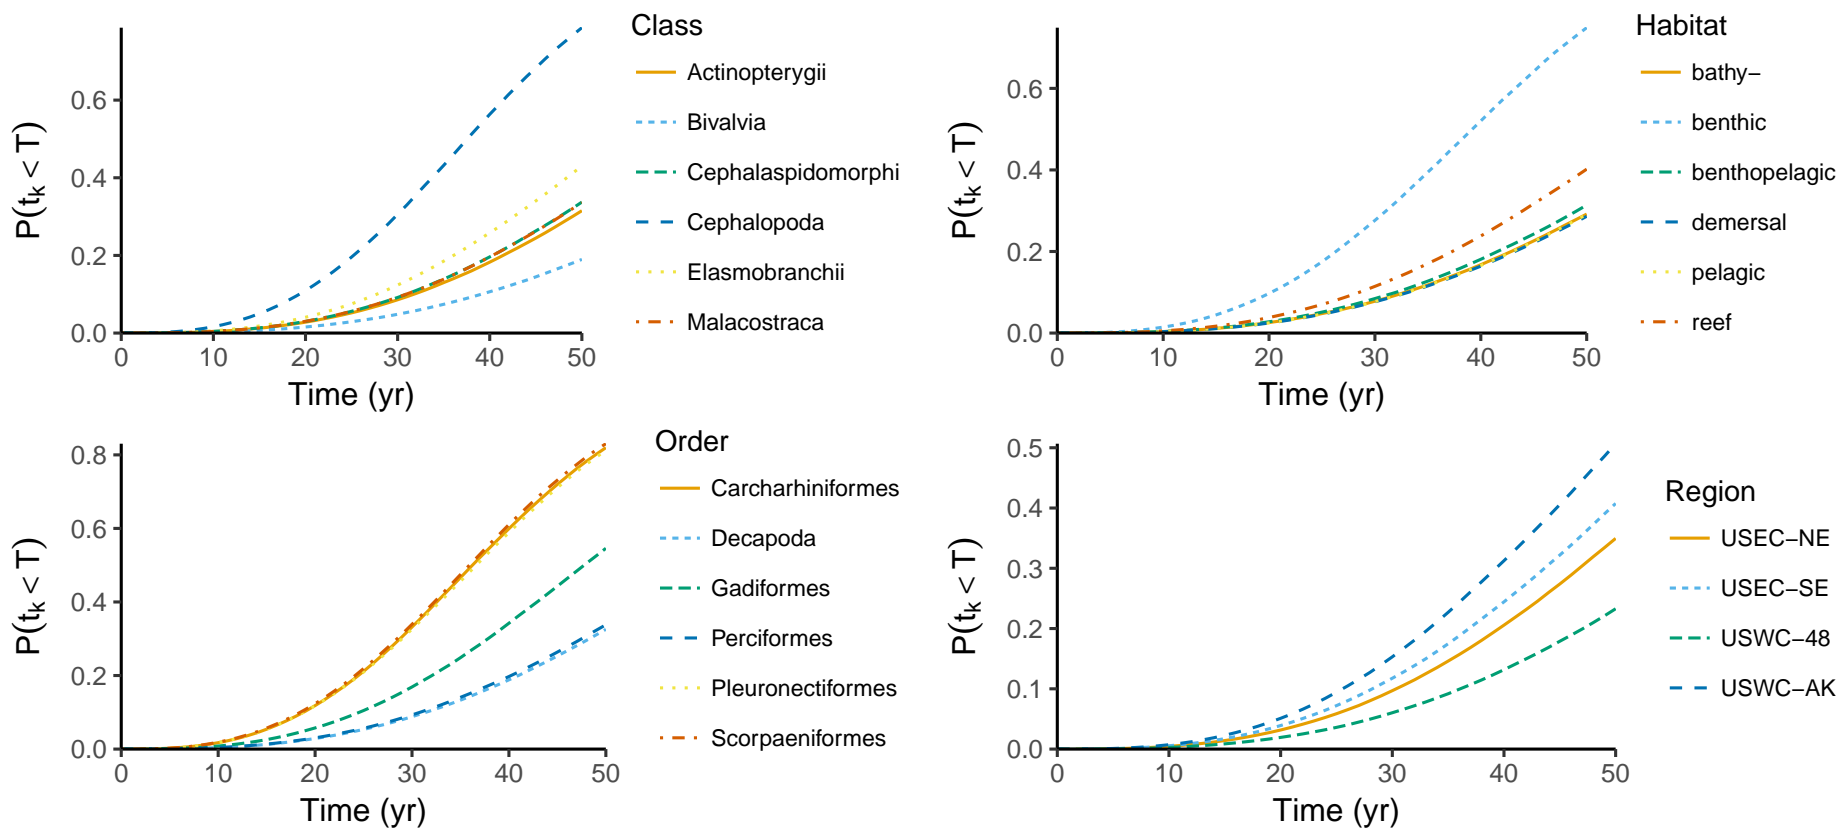 Class
Actinopterygii
Bivalvia
Cephalaspidomorphi
Cephalopoda
Elasmobranchii
Malacostraca
P(tk < T)
0.6
0.4
0.2
0.0
0 10 20 30 40 50
Time (yr)
Habitat
bathy−
benthic
benthopelagic
demersal
pelagic
reef
P(tk < T)
0.6
0.4
0.2
0.0
0 10 20 30 40 50
Time (yr)
Order
Carcharhiniformes
Decapoda
Gadiformes
Perciformes
Pleuronectiformes
Scorpaeniformes
P(tk < T)
0.8
0.6
0.4
0.2
0.0
0 10 20 30 40 50
Time (yr)
Region
USEC−NE
USEC−SE
USWC−48
USWC−AK
P(tk < T)
0.5
0.4
0.3
0.2
0.1
0.0
0 10 20 30 40 50
Time (yr)